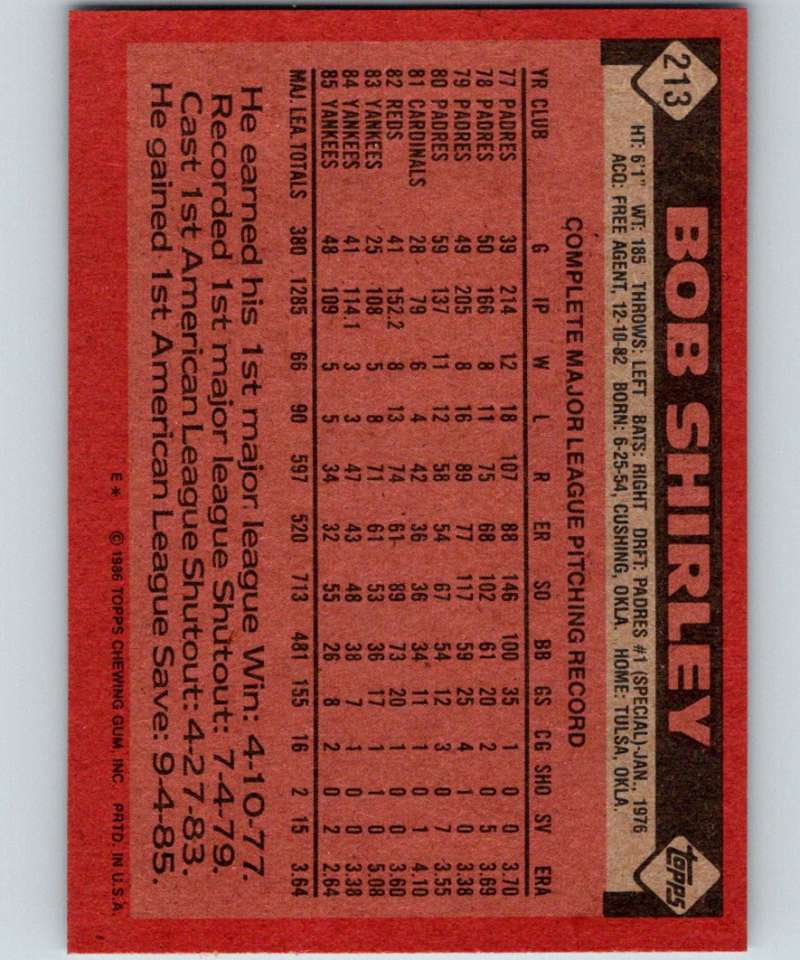 213
BOB SHIRLEY
TOPPS
HT: 6'1" WT: 185 THROWS: LEFT BATS: RIGHT DRFT: PADRES #1 (SPECIAL)-JAN., 1976
ACQ: FREE AGENT, 12-10-82 BORN: 6-25-54, CUSHING, OKLA. HOME: TULSA, OKLA.
COMPLETE MAJOR LEAGUE PITCHING RECORD
YR CLUB G IP W L R ER SO BB GS CG SHO SV ERA
77 PADRES 39 214 12 18 107 88 146 100 35 1 0 0 3.70
78 PADRES 50 166 8 11 75 68 102 61 20 2 0 5 3.69
79 PADRES 49 205 8 16 89 77 117 59 25 4 1 0 3.38
80 PADRES 59 137 11 12 58 54 67 54 12 3 0 7 3.55
81 CARDINALS 28 79 6 4 42 36 36 34 11 1 0 1 4.10
82 REDS 41 152.2 8 13 74 61 89 73 20 1 0 0 3.60
83 YANKEES 25 108 5 8 71 61 53 36 17 1 1 0 5.08
84 YANKEES 41 114.1 3 3 47 43 48 38 7 1 0 0 3.38
85 YANKEES 48 109 5 5 34 32 55 26 8 2 0 2 2.64
MAJ. LEA. TOTALS 380 1285 66 90 597 520 713 481 155 16 2 15 3.64
He earned his 1st major league Win: 4-10-77.
Recorded 1st major league Shutout: 7-4-79.
Cast 1st American League Shutout: 4-27-83.
He gained 1st American League Save: 9-4-85.
E* © 1986 TOPPS CHEWING GUM, INC. PRTD. IN U.S.A.